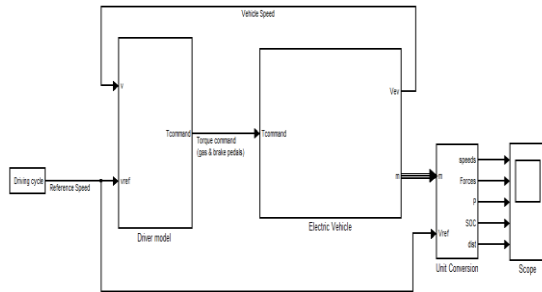 Vehicle Speed
v
Vev
Tcommand
Torque command
(gas & brake pedals)
Tcommand
Driving cycle
Reference Speed
vref
m
Driver model
Electric Vehicle
speeds
m
Forces
P
SOC
Vref
dist
Unit Conversion
Scope